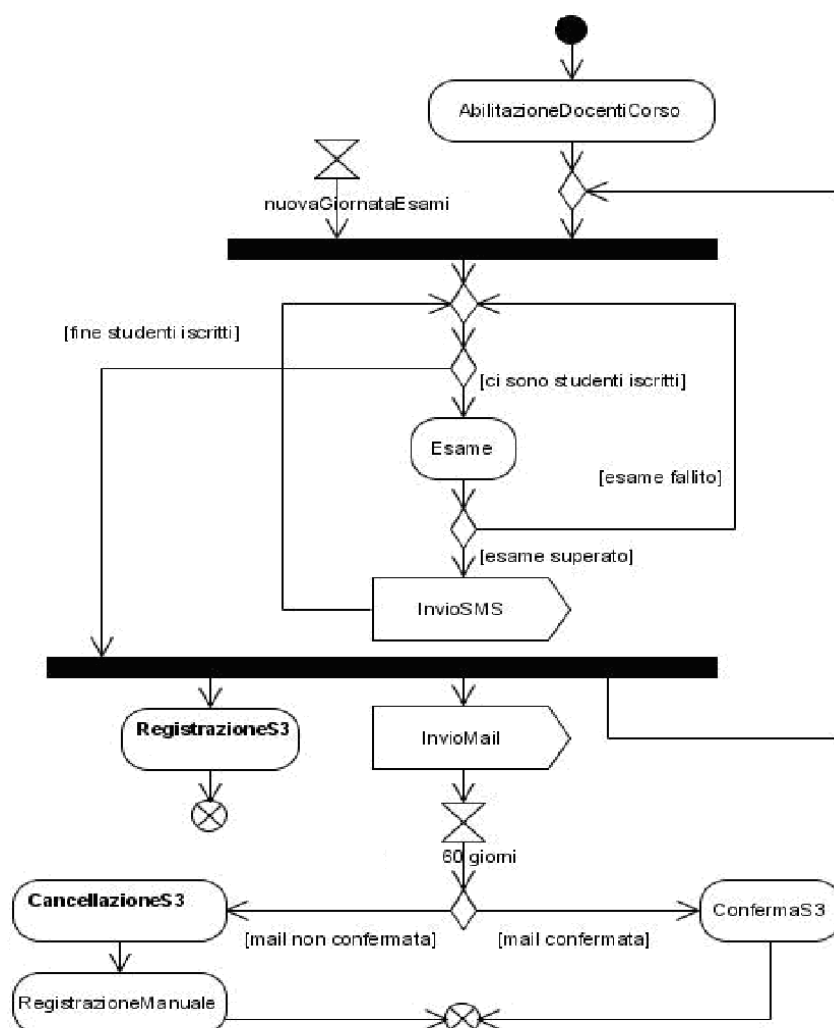 AbilitazioneDocentiCorso
nuovaGiornataEsami
[fine studenti iscritti]
[ci sono studenti iscritti]
Esame
[esame fallito]
[esame superato]
InvioSMS
RegistrazioneS3
InvioMail
60 giorni
CancellazioneS3
[mail non confermata]
[mail confermata]
ConfermaS3
RegistrazioneManuale